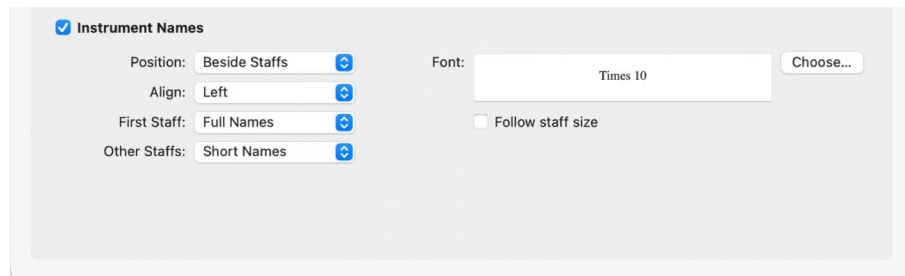 Instrument Names
Position: Beside Staffs
Align: Left
First Staff: Full Names
Other Staffs: Short Names
Font: Times 10 Choose...
Follow staff size